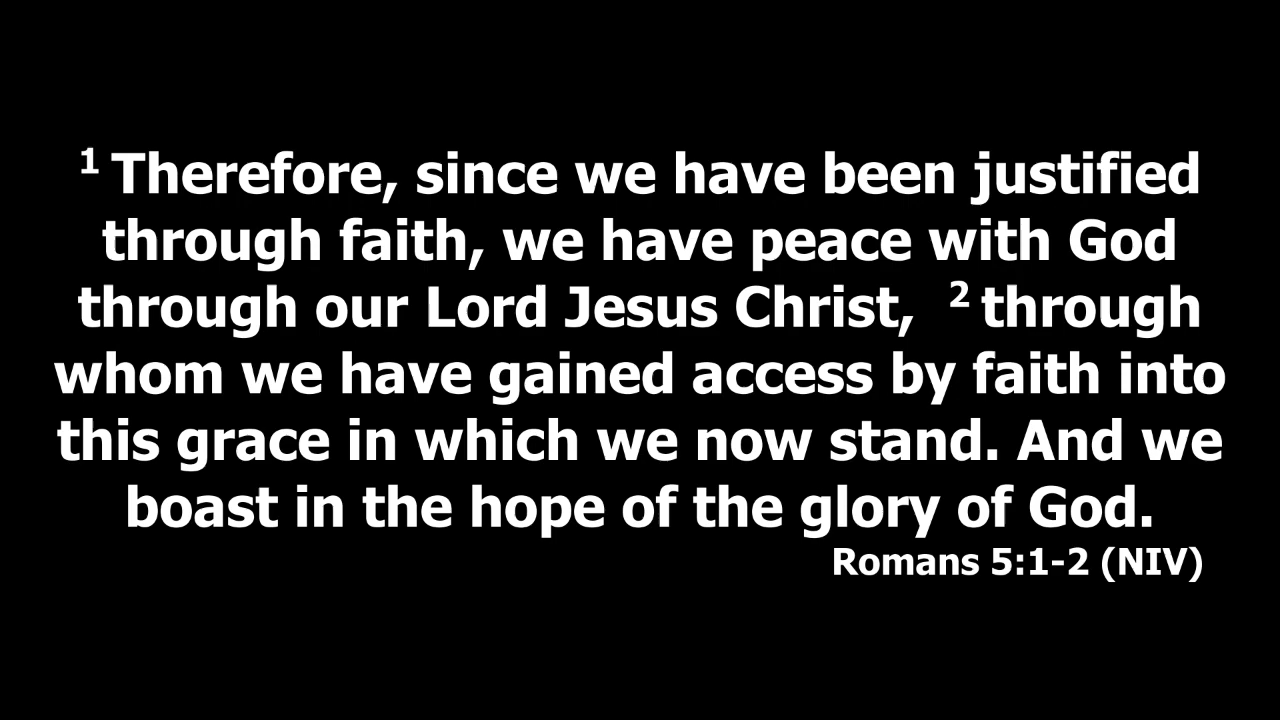 1 Therefore, since we have been justified
through faith, we have peace with God
through our Lord Jesus Christ, 2 through
whom we have gained access by faith into
this grace in which we now stand. And we
boast in the hope of the glory of God.
Romans 5:1-2 (NIV)